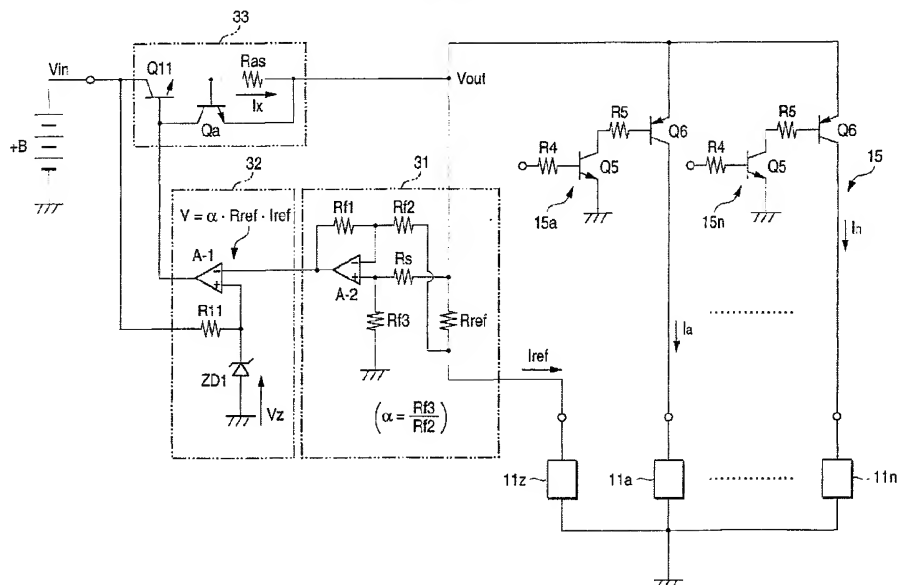 33
Vin
Q11
Ras
Ix
Qa
Vout
+B
R5
Q6
R5
Q6
R4
Q5
R4
Q5
15
15a
15n
32
31
V = α · Rref · Iref
Rf1
Rf2
In
A-1
A-2
Rs
R11
Rf3
Rref
Ia
ZD1
Iref
Vz
(α = Rf3
Rf2)
11z
11a
11n